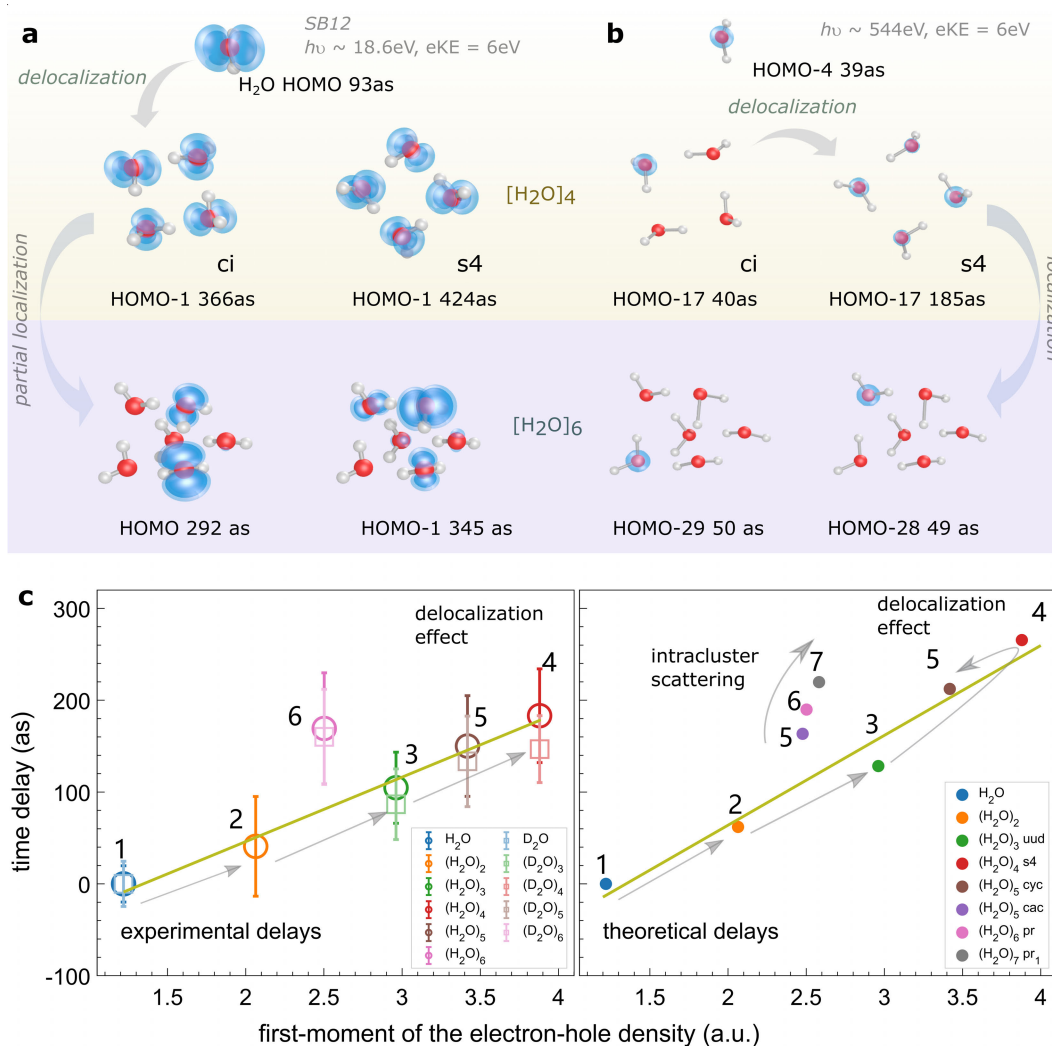 a
SB12
hυ ~ 18.6eV, eKE = 6eV
delocalization
H₂O HOMO 93as
ci
s4
HOMO-1 366as
HOMO-1 424as
partial localization
[H2O]₄
HOMO 292 as
HOMO-1 345 as
[H2O]₆
b
hυ ~ 544eV, eKE = 6eV
HOMO-4 39as
delocalization
ci
s4
HOMO-17 40as
HOMO-17 185as
localization
HOMO-29 50 as
HOMO-28 49 as
c
time delay (as)
300
200
100
0
-100
1
2
3
4
5
6
delocalization
effect
experimental delays
H₂O
(H₂O)₂
(H₂O)₃
(H₂O)₄
(H₂O)₅
(H₂O)₆
D₂O
(D₂O)₃
(D₂O)₄
(D₂O)₅
(D₂O)₆
1 1.5 2 2.5 3 3.5 4
delocalization
effect
intracluster
scattering
1
2
3
4
5
5
6
7
theoretical delays
H₂O
(H₂O)₂
(H₂O)₃ uud
(H₂O)₄ s4
(H₂O)₅ cyc
(H₂O)₅ cac
(H₂O)₆ pr
(H₂O)₇ pr₁
1 1.5 2 2.5 3 3.5 4
first-moment of the electron-hole density (a.u.)